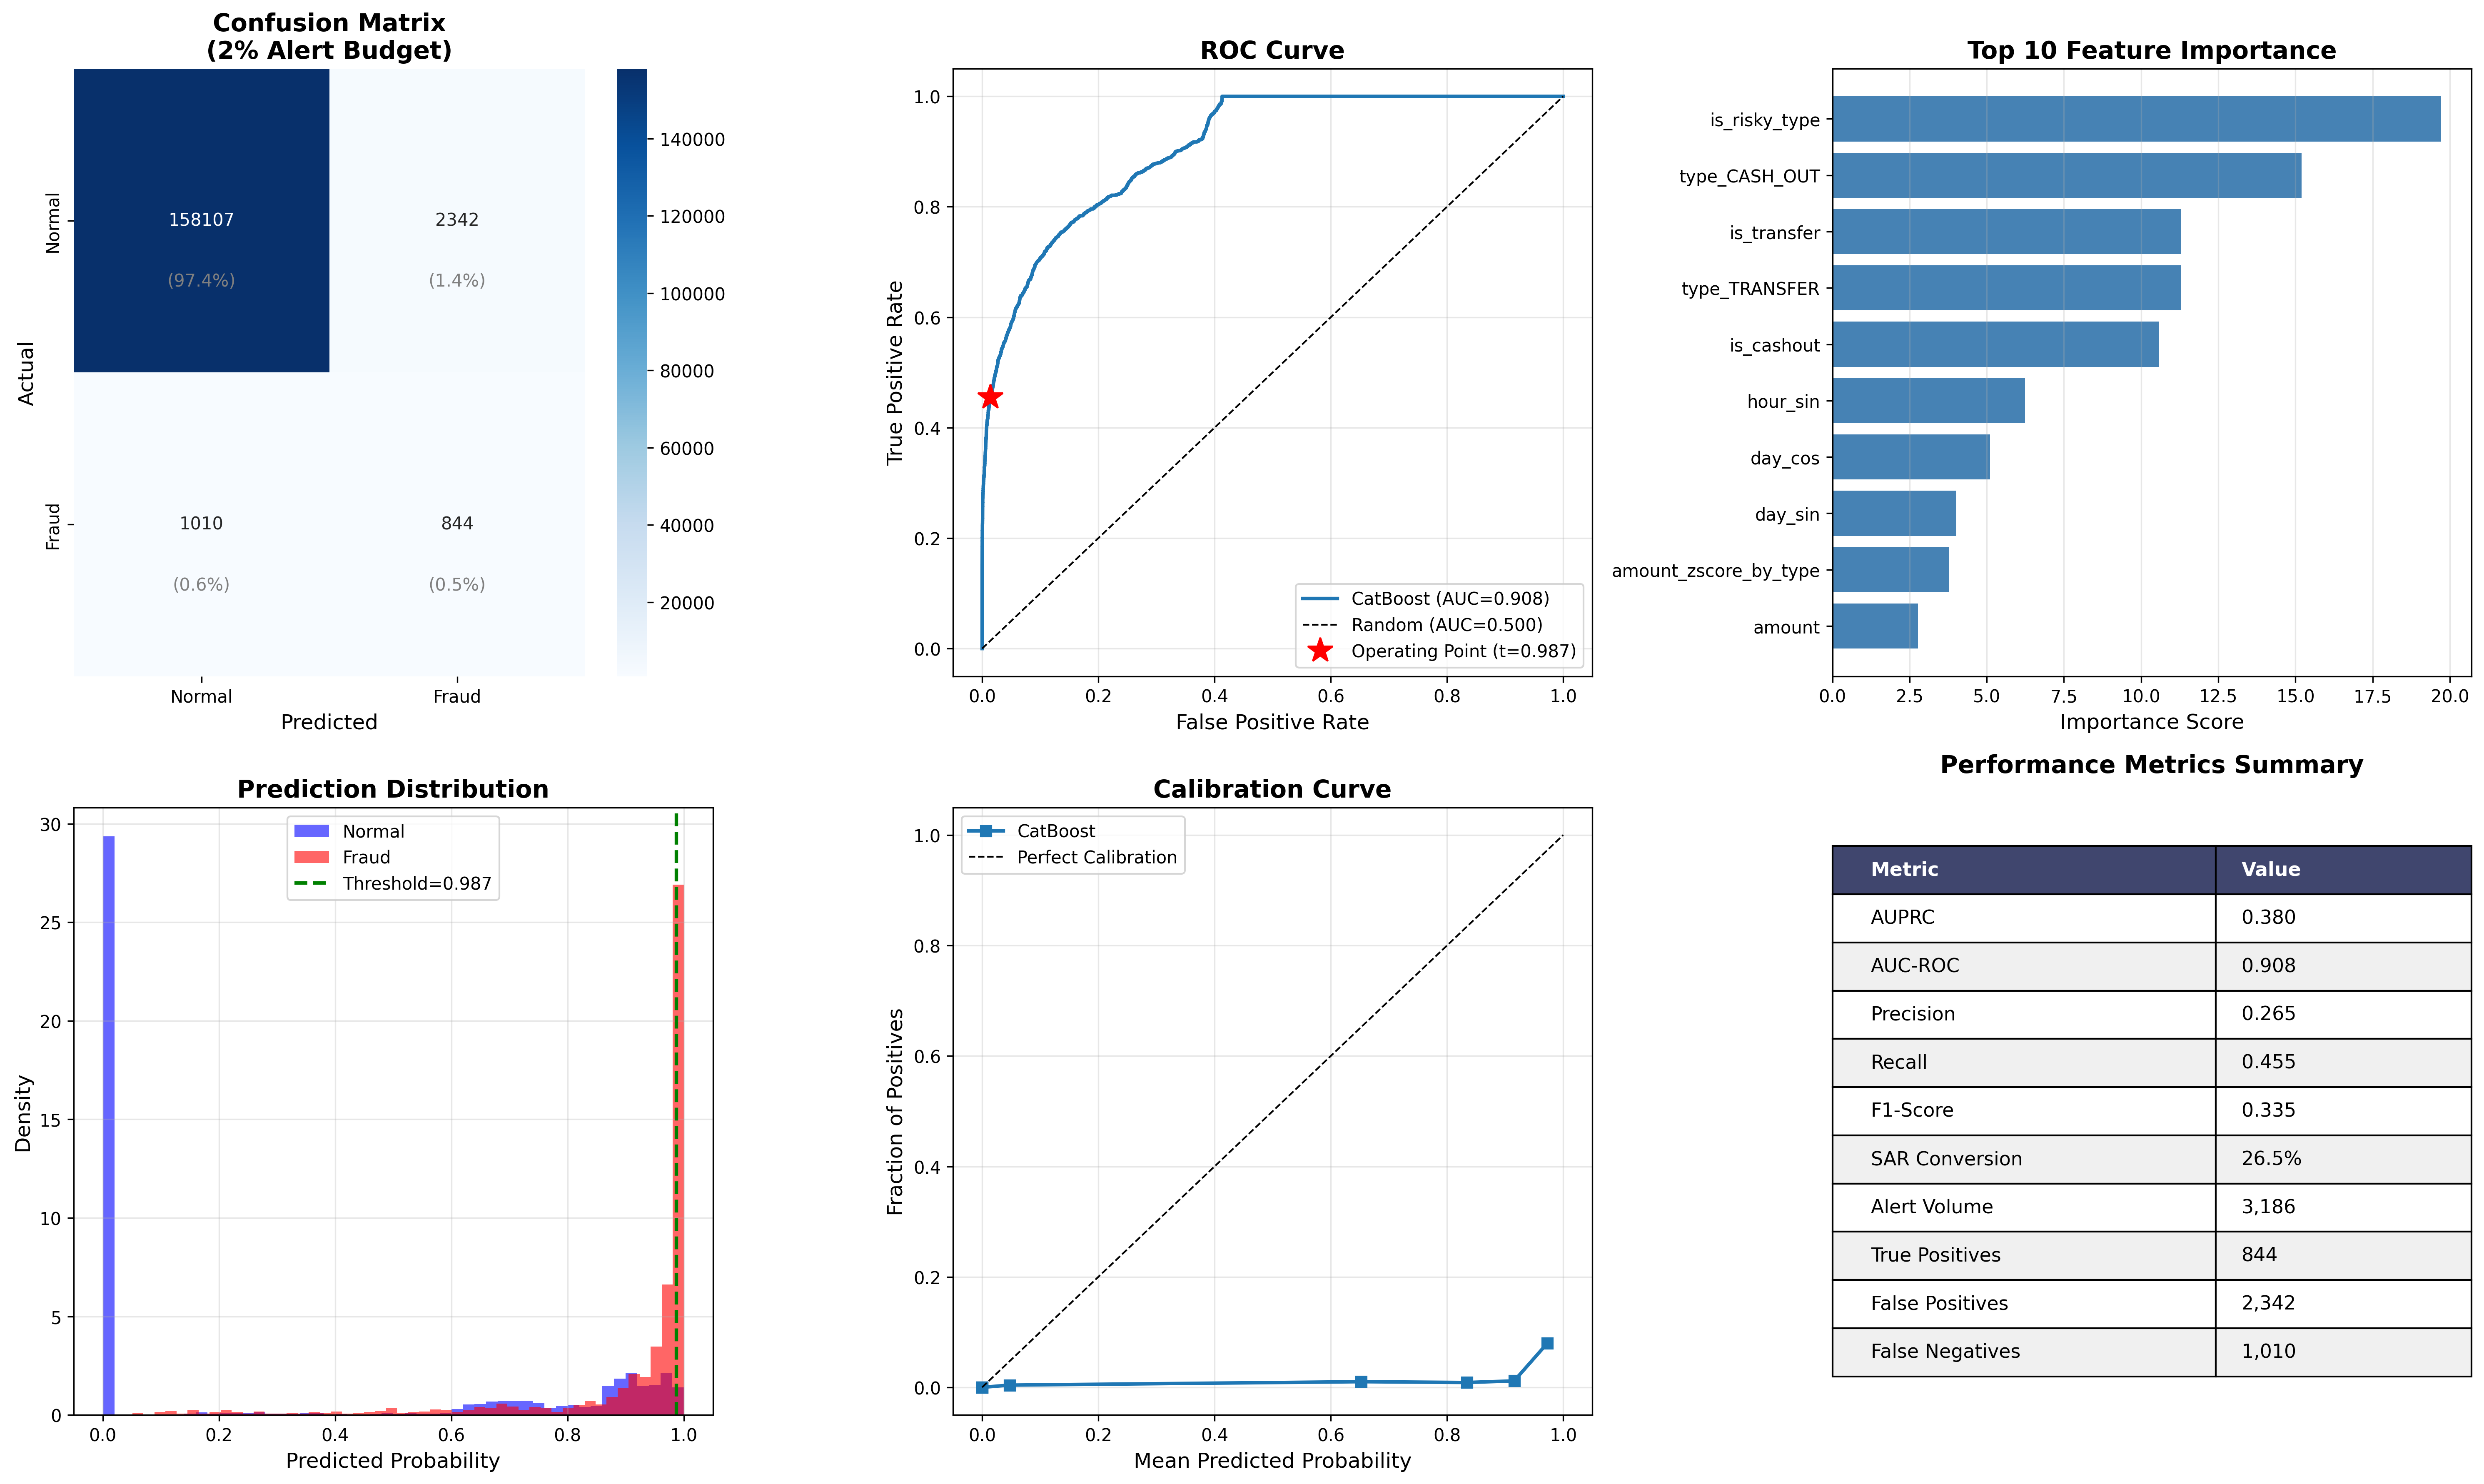 Confusion Matrix
(2% Alert Budget)
Actual
Normal
Fraud
158107
(97.4%)
2342
(1.4%)
1010
(0.6%)
844
(0.5%)
Normal
Fraud
Predicted
140000
120000
100000
80000
60000
40000
20000
ROC Curve
True Positive Rate
1.0
0.8
0.6
0.4
0.2
0.0
CatBoost (AUC=0.908)
Random (AUC=0.500)
Operating Point (t=0.987)
0.0 0.2 0.4 0.6 0.8 1.0
False Positive Rate
Top 10 Feature Importance
is_risky_type
type_CASH_OUT
is_transfer
type_TRANSFER
is_cashout
hour_sin
day_cos
day_sin
amount_zscore_by_type
amount
0.0 2.5 5.0 7.5 10.0 12.5 15.0 17.5 20.0
Importance Score
Prediction Distribution
Density
30
25
20
15
10
5
0
Normal
Fraud
Threshold=0.987
0.0 0.2 0.4 0.6 0.8 1.0
Predicted Probability
Calibration Curve
Fraction of Positives
1.0
0.8
0.6
0.4
0.2
0.0
CatBoost
Perfect Calibration
0.0 0.2 0.4 0.6 0.8 1.0
Mean Predicted Probability
Performance Metrics Summary
Metric Value
AUPRC 0.380
AUC-ROC 0.908
Precision 0.265
Recall 0.455
F1-Score 0.335
SAR Conversion 26.5%
Alert Volume 3,186
True Positives 844
False Positives 2,342
False Negatives 1,010